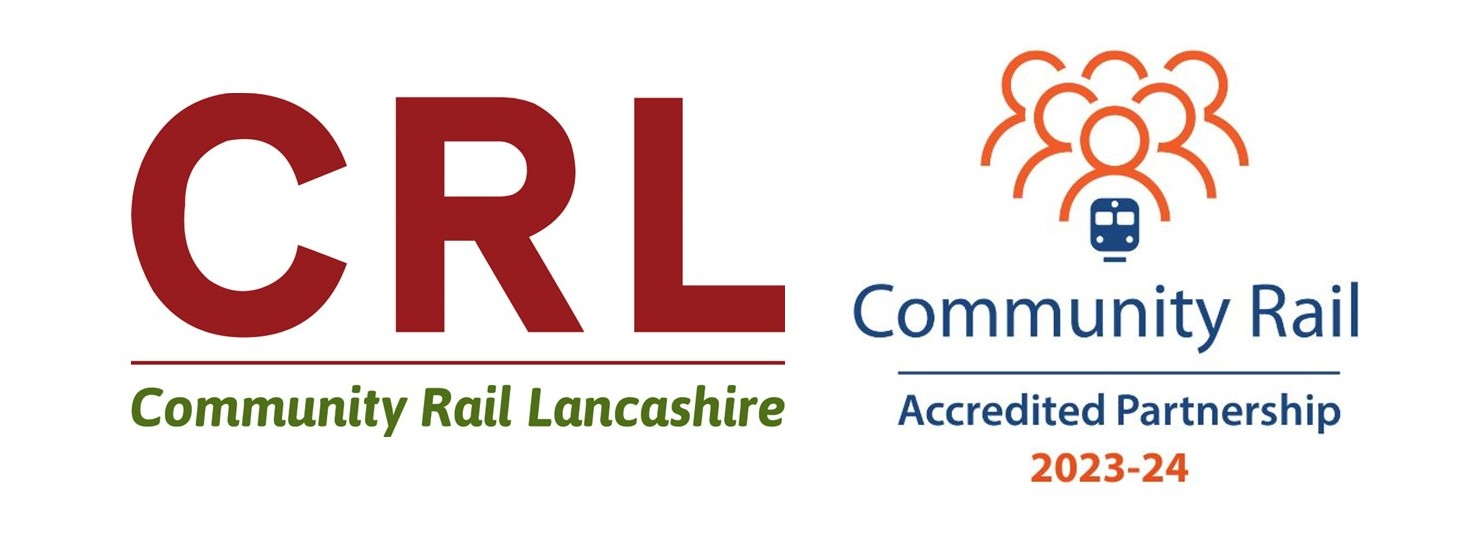 CRL
Community Rail Lancashire
Community Rail
Accredited Partnership
2023-24